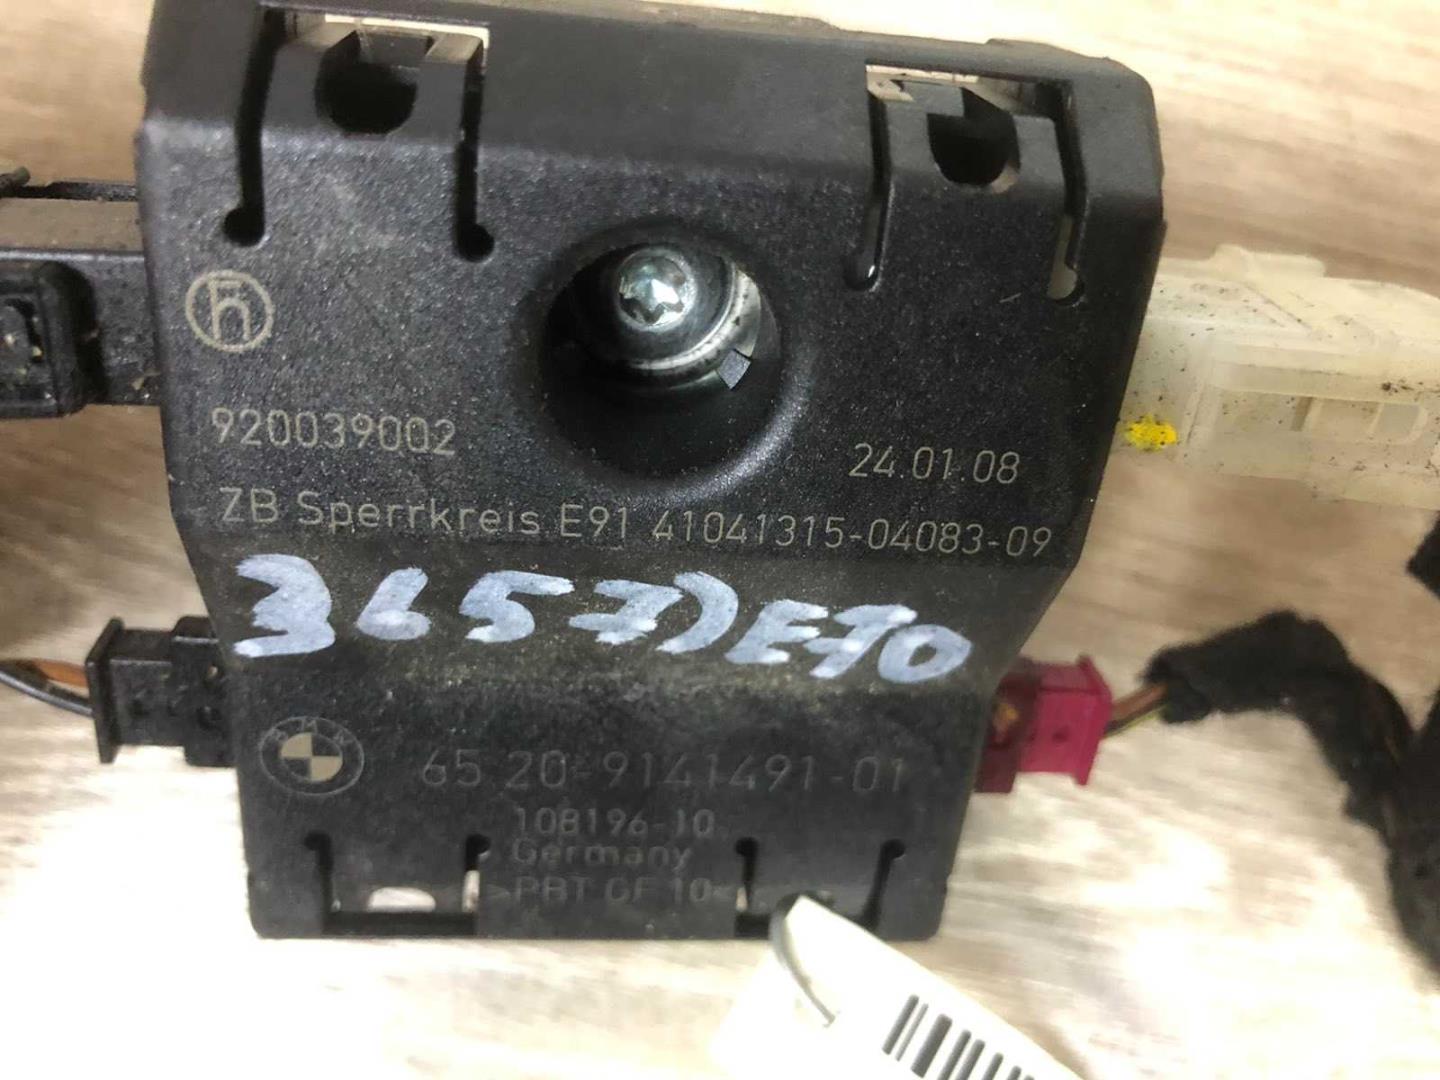 920039002
24.01.08
ZB Sperrkreis E91 41041315-04083-09
3657) E90
65.20-9141491-01
108196-10
Germany
>PBT GF 10<